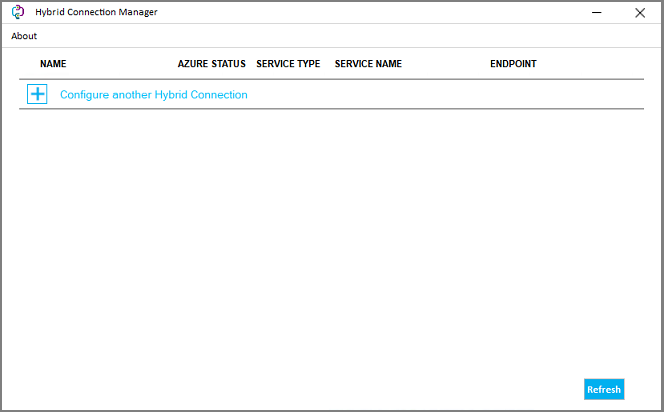 Hybrid Connection Manager
About
NAME AZURE STATUS SERVICE TYPE SERVICE NAME ENDPOINT
Configure another Hybrid Connection
Refresh